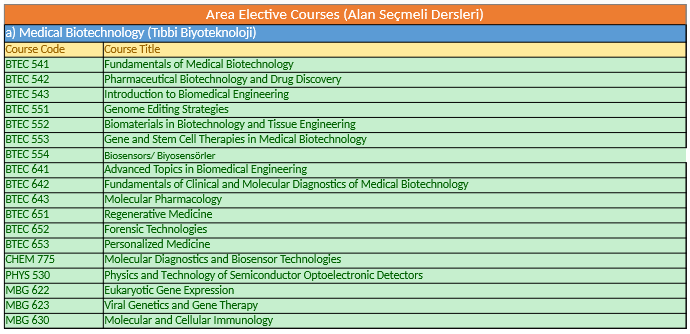 Area Elective Courses (Alan Seçmeli Dersleri)
a) Medical Biotechnology (Tıbbi Biyoteknoloji)
Course Code Course Title
BTEC 541 Fundamentals of Medical Biotechnology
BTEC 542 Pharmaceutical Biotechnology and Drug Discovery
BTEC 543 Introduction to Biomedical Engineering
BTEC 551 Genome Editing Strategies
BTEC 552 Biomaterials in Biotechnology and Tissue Engineering
BTEC 553 Gene and Stem Cell Therapies in Medical Biotechnology
BTEC 554 Biosensors/ Biyosensörler
BTEC 641 Advanced Topics in Biomedical Engineering
BTEC 642 Fundamentals of Clinical and Molecular Diagnostics of Medical Biotechnology
BTEC 643 Molecular Pharmacology
BTEC 651 Regenerative Medicine
BTEC 652 Forensic Technologies
BTEC 653 Personalized Medicine
CHEM 775 Molecular Diagnostics and Biosensor Technologies
PHYS 530 Physics and Technology of Semiconductor Optoelectronic Detectors
MBG 622 Eukaryotic Gene Expression
MBG 623 Viral Genetics and Gene Therapy
MBG 630 Molecular and Cellular Immunology